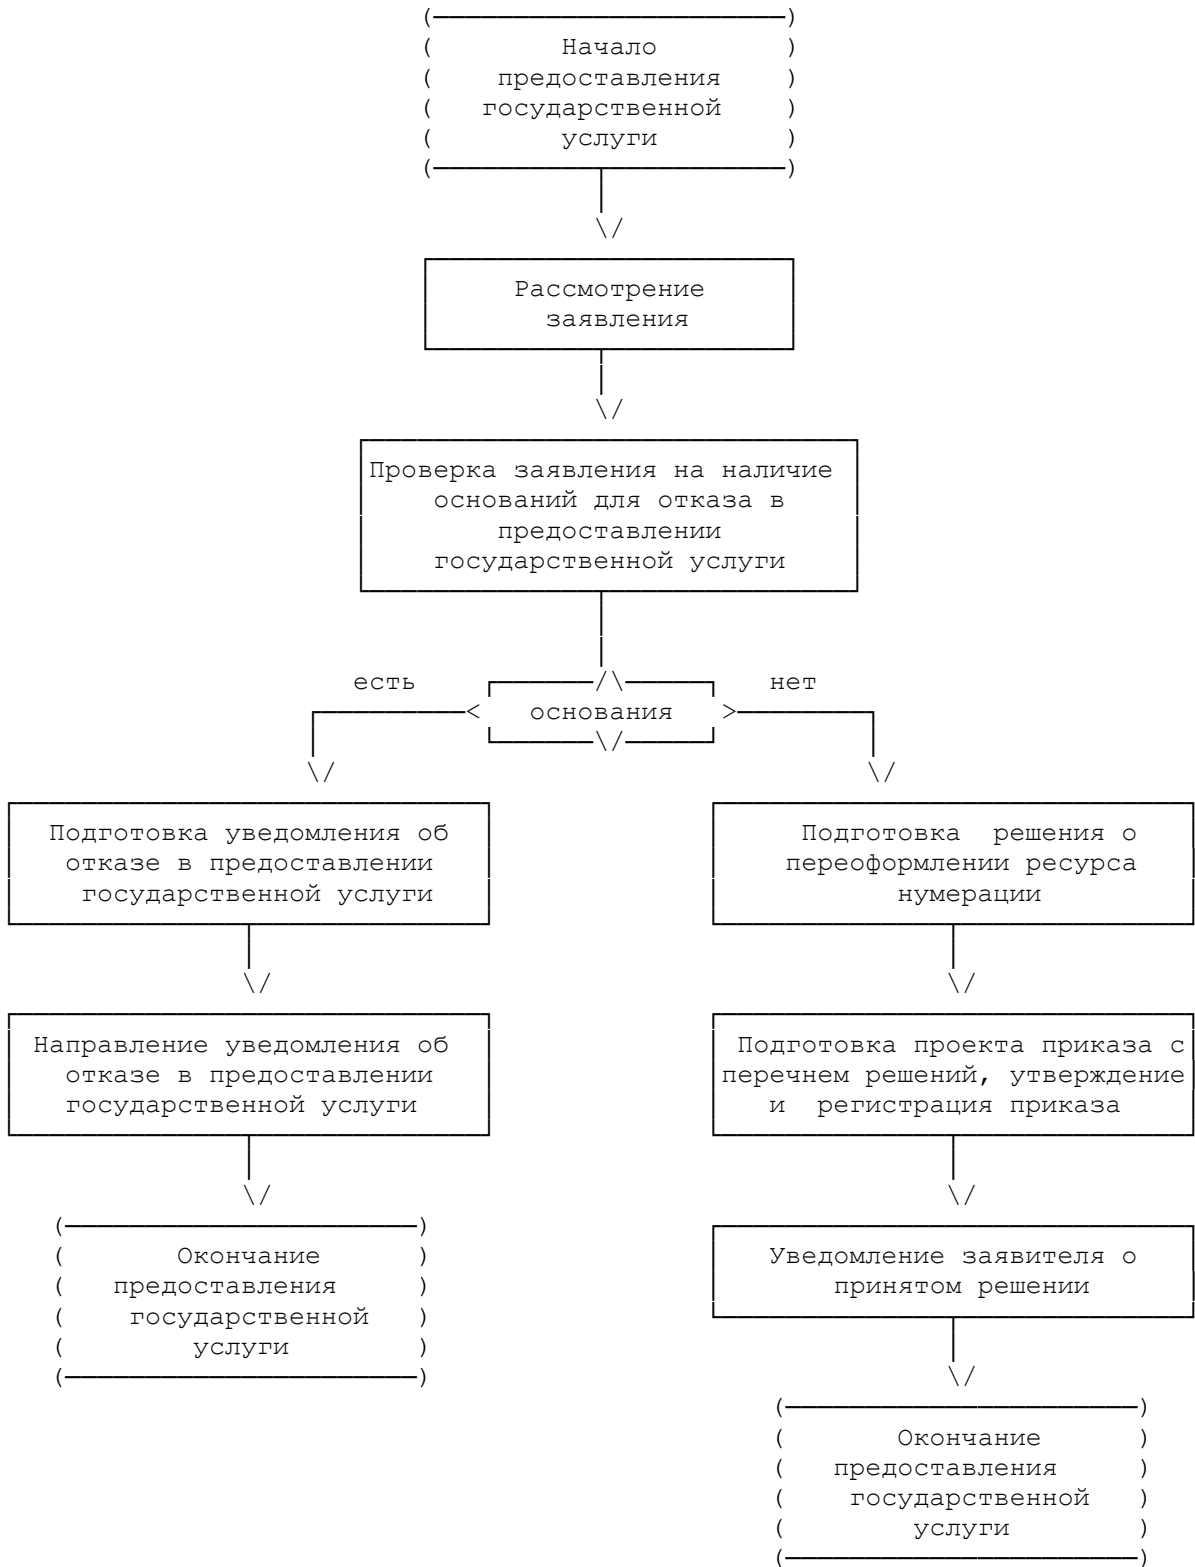 Начало
предоставления
государственной
услуги
Рассмотрение
заявления
Проверка заявления на наличие
оснований для отказа в
предоставлении
государственной услуги
есть
нет
основания
Подготовка уведомления об
отказе в предоставлении
государственной услуги
Подготовка решения о
переоформлении ресурса
нумерации
Направление уведомления об
отказе в предоставлении
государственной услуги
Подготовка проекта приказа с
перечнем решений, утверждение
и регистрация приказа
Окончание
предоставления
государственной
услуги
Уведомление заявителя о
принятом решении
Окончание
предоставления
государственной
услуги